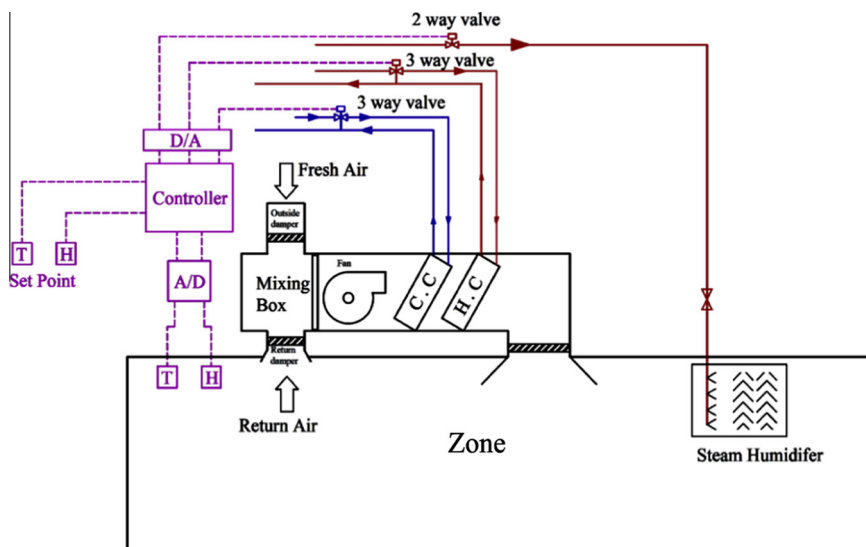 2 way valve
3 way valve
3 way valve
D/A
Fresh Air
Controller
Outside
damper
T
H
Set Point
A/D
Mixing
Box
Fan
C.C
H.C
Return
damper
T
H
Return Air
Zone
Steam Humidifer